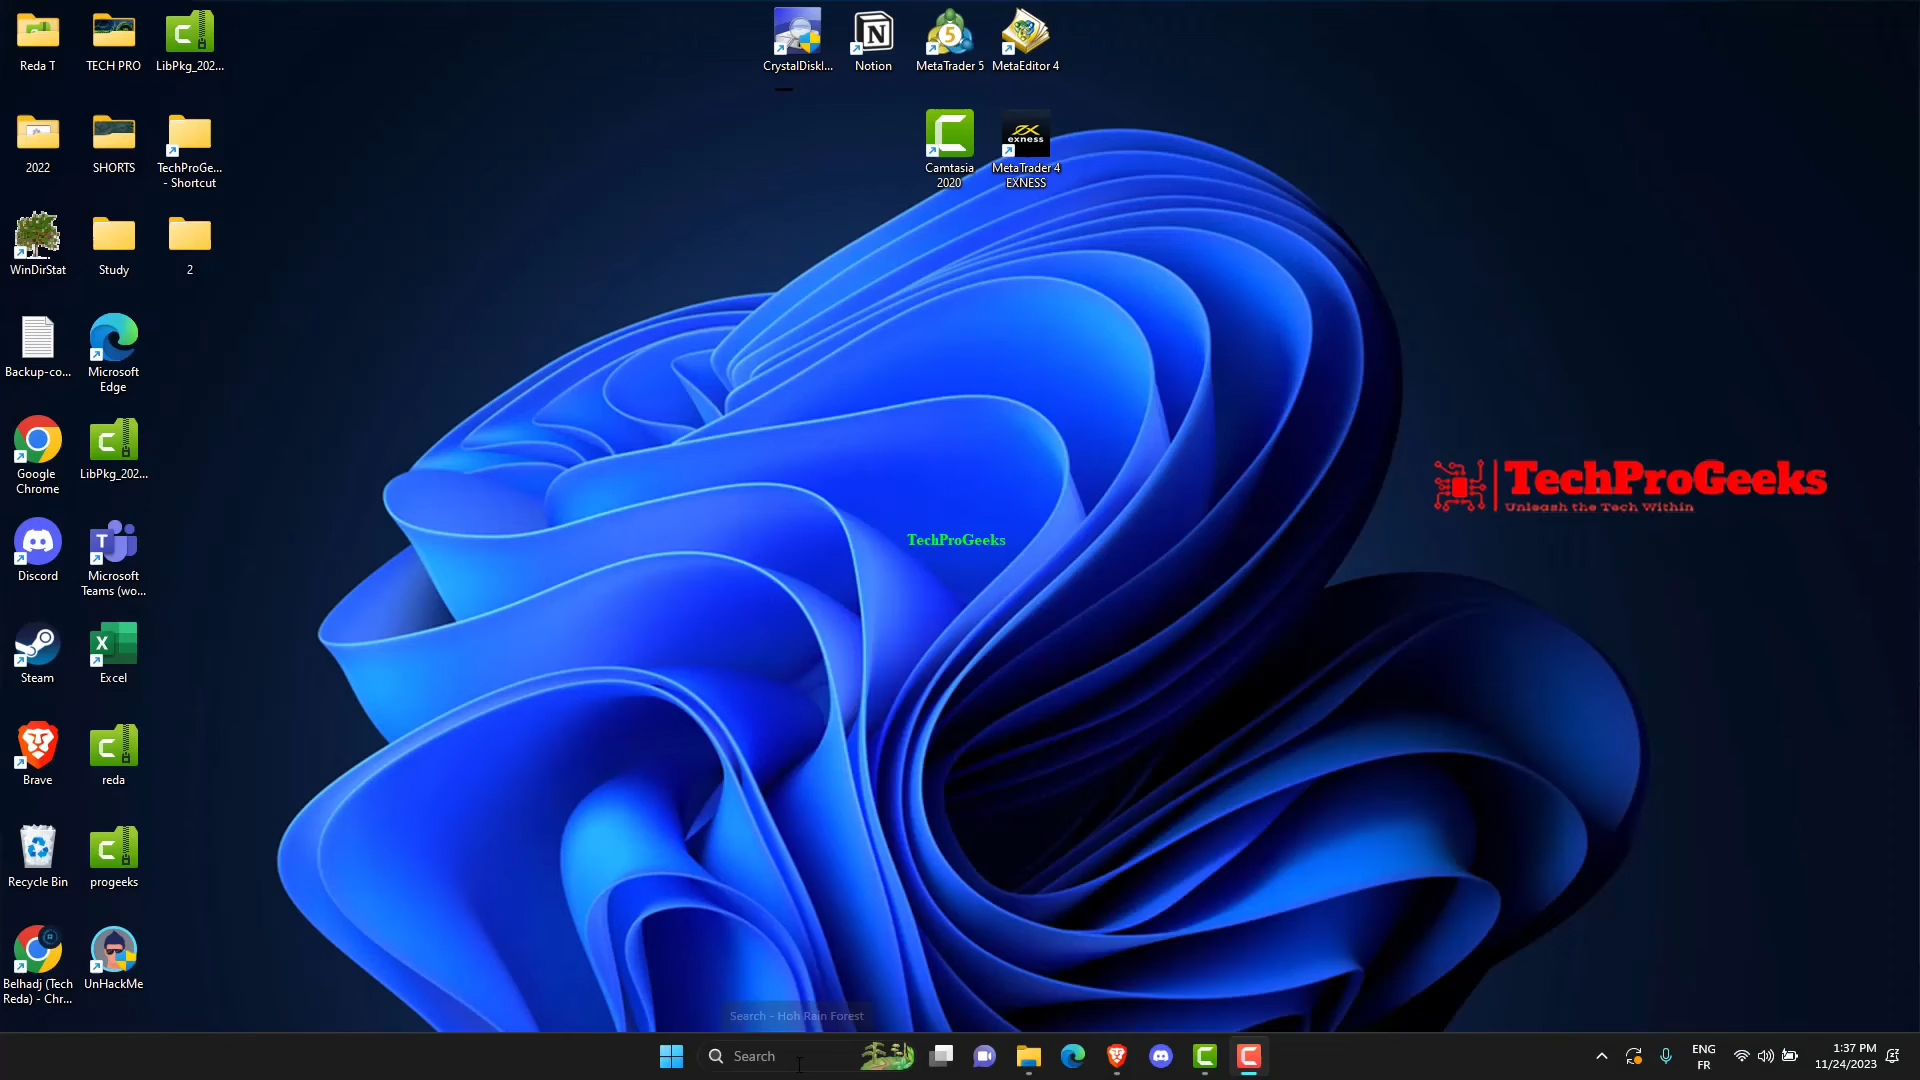 Reda T
TECH PRO
LibPkg_202...
CrystalDiskI...
Notion
MetaTrader 5
MetaEditor 4
2022
SHORTS
TechProGe...
- Shortcut
Camtasia
2020
exness
MetaTrader 4
EXNESS
WinDirStat
Study
2
Backup-co...
Microsoft
Edge
Google
Chrome
LibPkg_202...
TechProGeeks
Unleash the Tech Within
TechProGeeks
Discord
Microsoft
Teams (wo...
Steam
Excel
Brave
reda
Recycle Bin
progeeks
Belhadj (Tech
Reda) - Chr...
UnHackMe
Search - Hoh Rain Forest
Search
ENG
FR
1:37 PM
11/24/2023